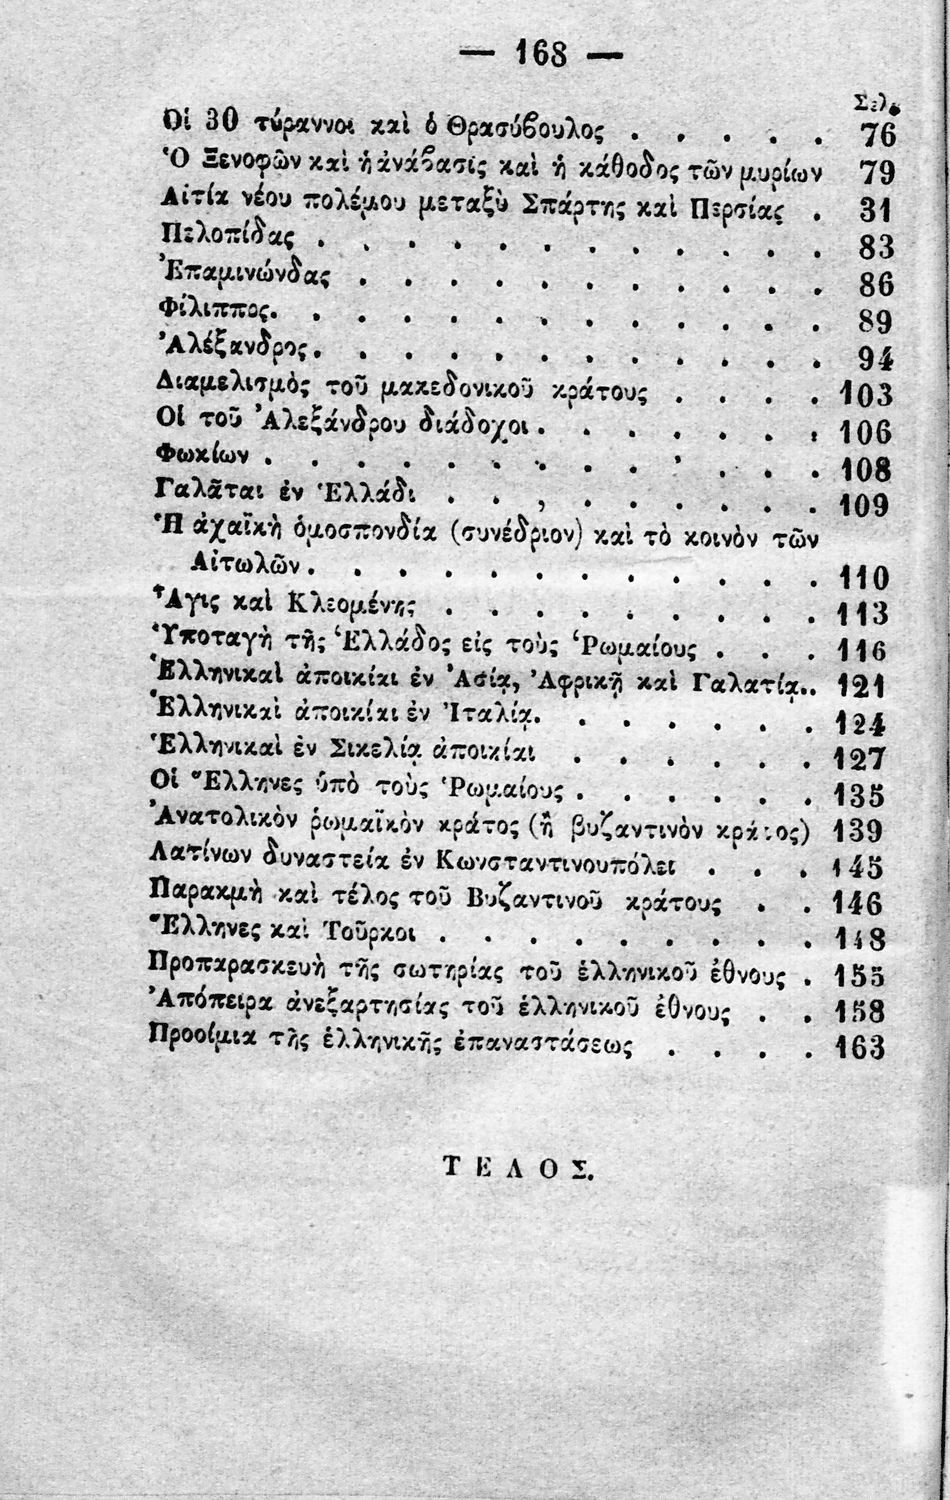 — 168 —
Σελ.
Οἱ 30 τύραννοι καὶ ὁ Θρασύβουλος . . . . . 76
Ὁ Ξενοφῶν καὶ ἡ ἀνάβασις καὶ ἡ κάθοδος τῶν μυρίων 79
Αἰτία νέου πολέμου μεταξὺ Σπάρτης καὶ Περσίας . 31
Πελοπίδας . . . . . . . . . . . . 83
Ἐπαμινώνδας . . . . . . . . . . . 86
Φίλιππος. . . . . . . . . . . . . 89
Ἀλέξανδρος. . . . . . . . . . . . 94
Διαμελισμὸς τοῦ μακεδονικοῦ κράτους . . . . 103
Οἱ τοῦ Ἀλεξάνδρου διάδοχοι . . . . . . . 106
Φωκίων . . . . . . . . . . . . . 108
Γαλᾶται ἐν Ἑλλάδι . . . . . . . . . 109
Ἡ ἀχαϊκὴ ὁμοσπονδία (συνέδριον) καὶ τὸ κοινὸν τῶν
Αἰτωλῶν. . . . . . . . . . . . 110
Ἆγις καὶ Κλεομένης . . . . . . . . . 113
Ὑποταγὴ τῆς Ἑλλάδος εἰς τοὺς Ῥωμαίους . . . 116
Ἑλληνικαὶ ἀποικίαι ἐν Ἀσίᾳ, Ἀφρικῇ καὶ Γαλατίᾳ.. 121
Ἑλληνικαὶ ἀποικίαι ἐν Ἰταλίᾳ. . . . . . . 124
Ἑλληνικαὶ ἐν Σικελίᾳ ἀποικίαι . . . . . . 127
Οἱ Ἕλληνες ὑπὸ τοὺς Ῥωμαίους . . . . . . 135
Ἀνατολικὸν ῥωμαϊκὸν κράτος (ἢ βυζαντινὸν κράτος) 139
Λατίνων δυναστεία ἐν Κωνσταντινουπόλει . . . 145
Παρακμὴ καὶ τέλος τοῦ Βυζαντινοῦ κράτους . . 146
Ἕλληνες καὶ Τοῦρκοι . . . . . . . . . 148
Προπαρασκευὴ τῆς σωτηρίας τοῦ ἑλληνικοῦ ἔθνους . 155
Ἀπόπειρα ἀνεξαρτησίας τοῦ ἑλληνικοῦ ἔθνους . . 158
Προοίμια τῆς ἑλληνικῆς ἐπαναστάσεως . . . . 163
ΤΕΛΟΣ.